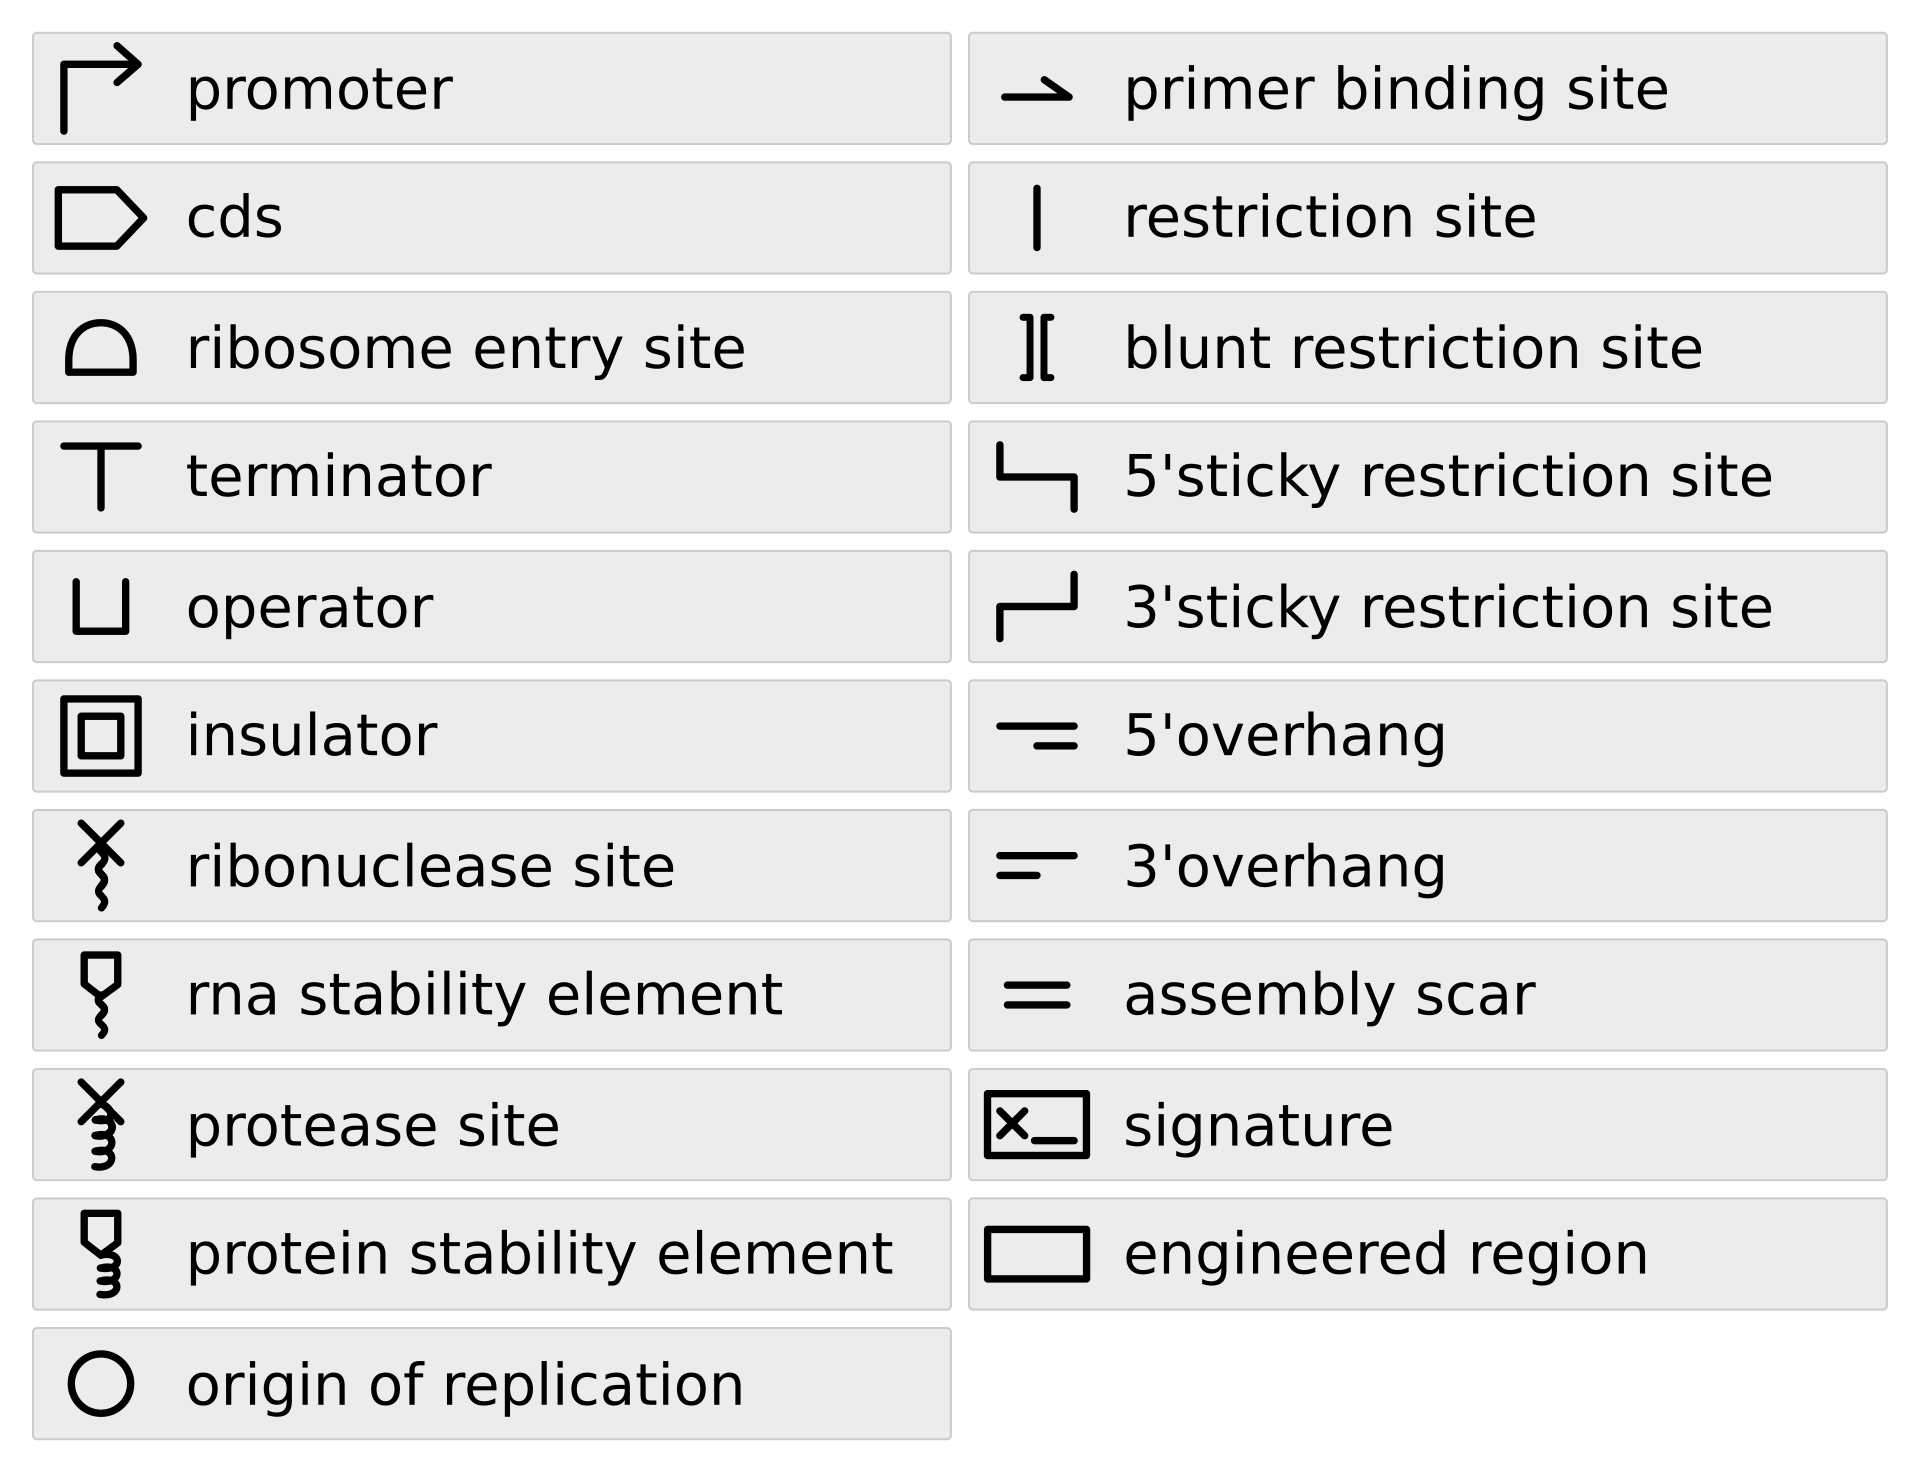 promoter
cds
ribosome entry site
terminator
operator
insulator
ribonuclease site
rna stability element
protease site
protein stability element
origin of replication
primer binding site
restriction site
blunt restriction site
5'sticky restriction site
3'sticky restriction site
5'overhang
3'overhang
assembly scar
signature
engineered region